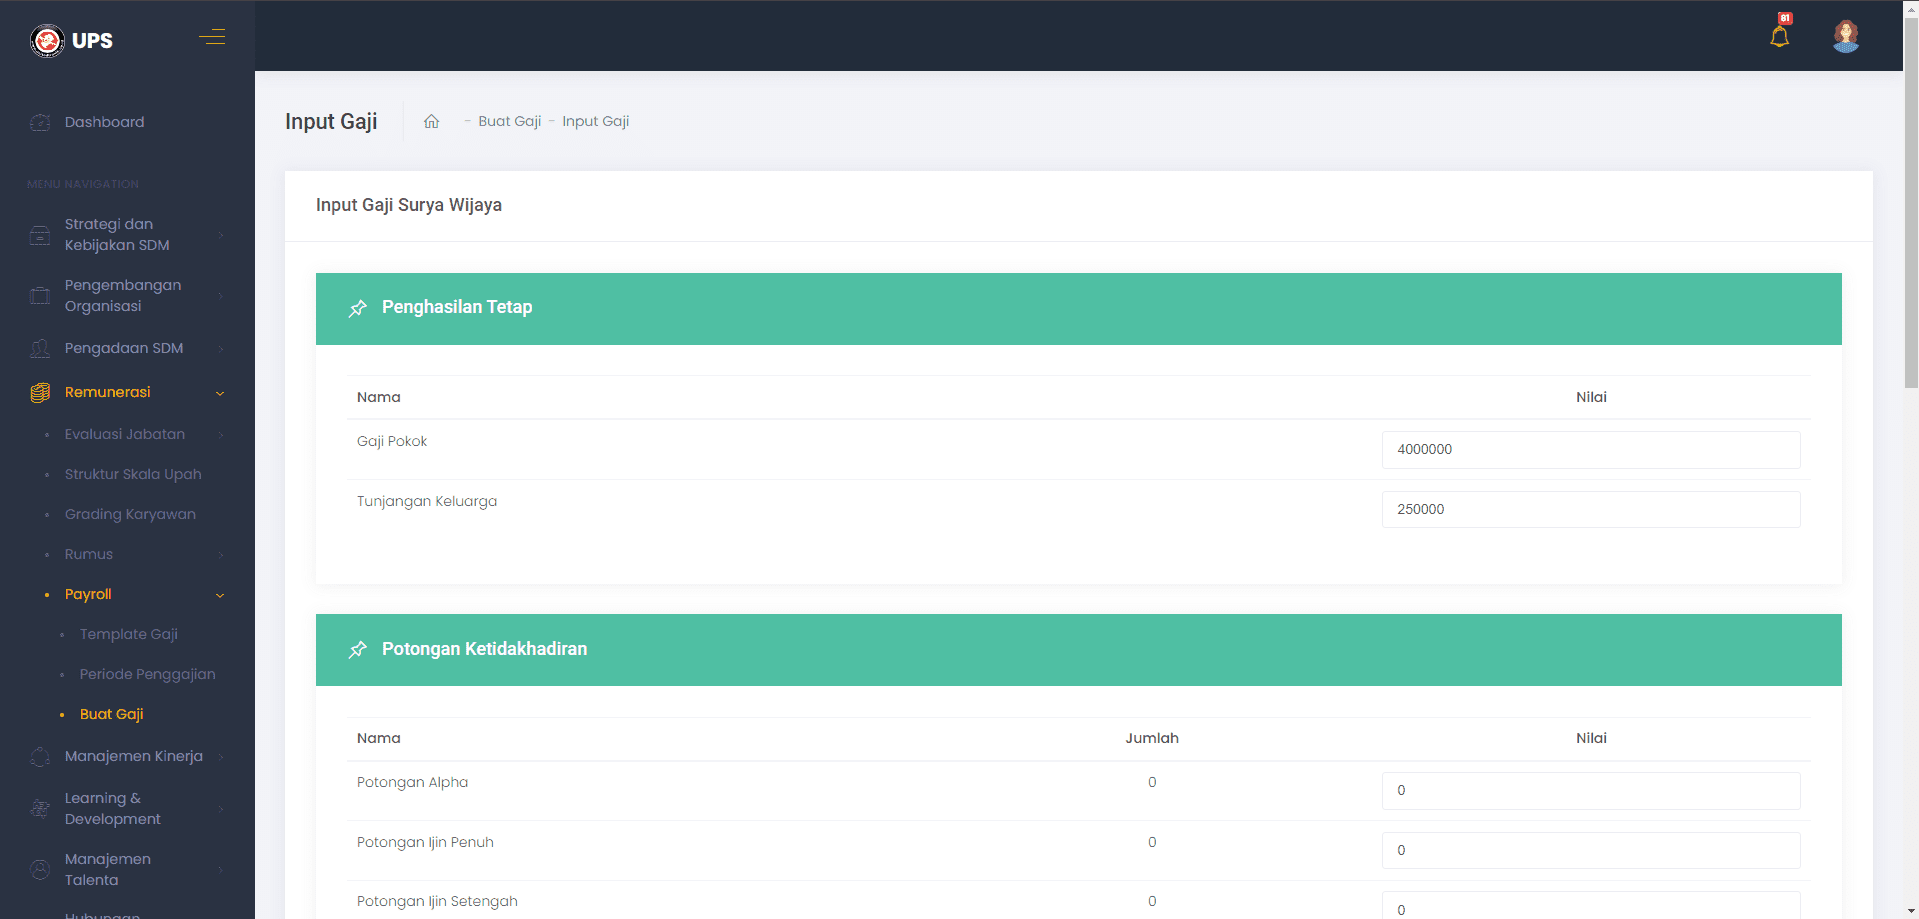 UPS
81
Dashboard
MENU NAVIGATION
Strategi dan
Kebijakan SDM
Pengembangan
Organisasi
Pengadaan SDM
Remunerasi
Evaluasi Jabatan
Struktur Skala Upah
Grading Karyawan
Rumus
Payroll
Template Gaji
Periode Penggajian
Buat Gaji
Manajemen Kinerja
Learning &
Development
Manajemen
Talenta
Hubungan
Input Gaji
- Buat Gaji - Input Gaji
Input Gaji Surya Wijaya
Penghasilan Tetap
Nama Nilai
Gaji Pokok 4000000
Tunjangan Keluarga 250000
Potongan Ketidakhadiran
Nama Jumlah Nilai
Potongan Alpha 0 0
Potongan Ijin Penuh 0 0
Potongan Ijin Setengah 0 0